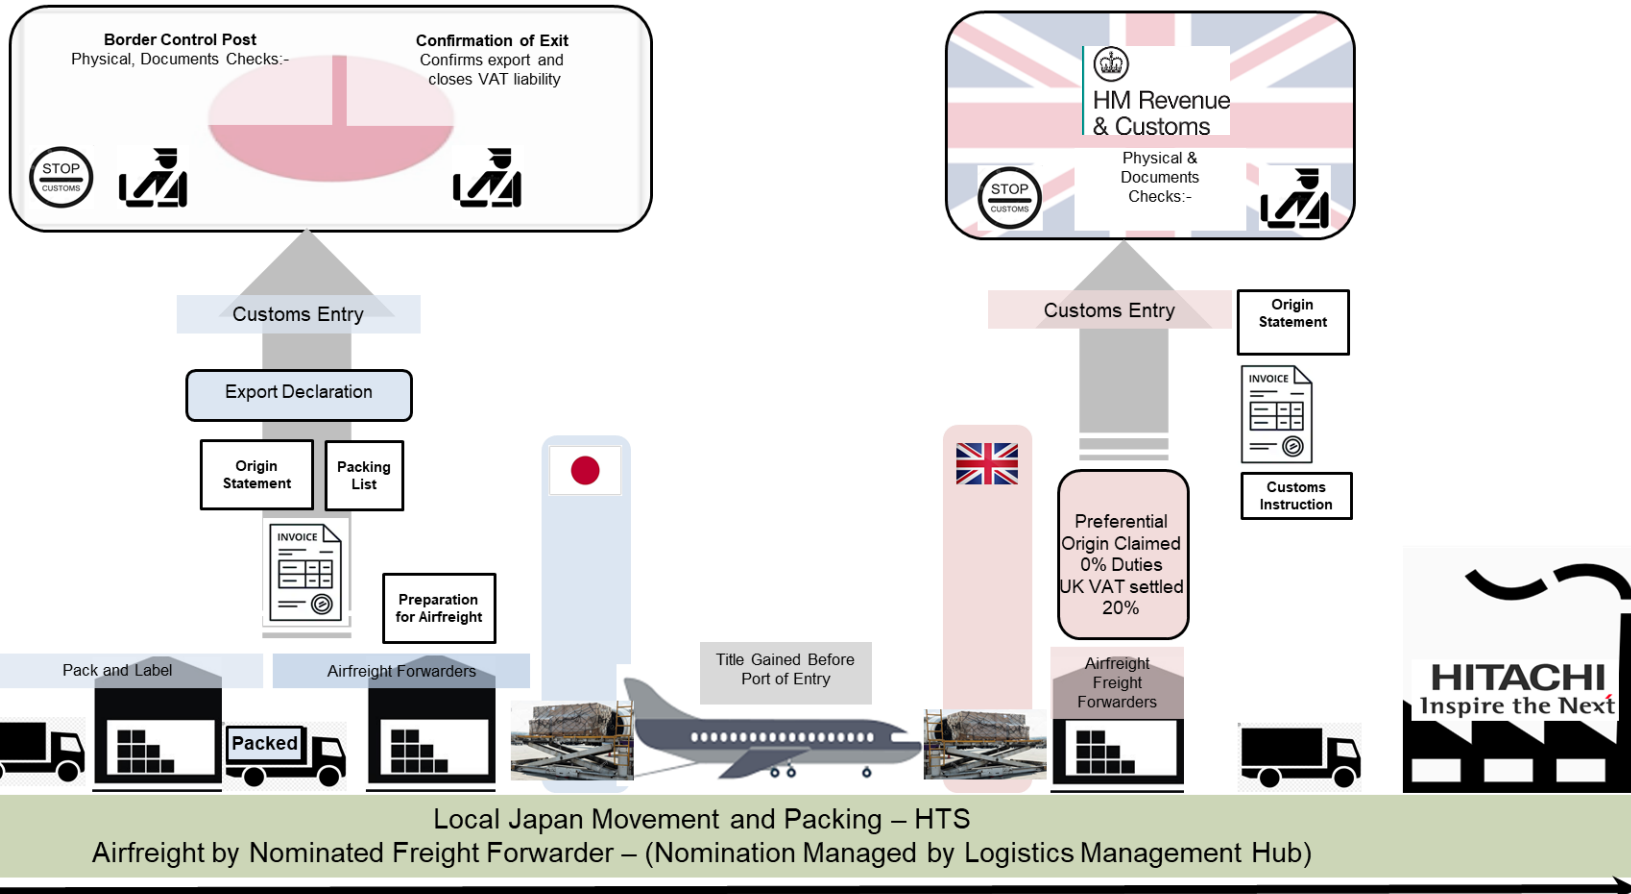 Border Control Post
Physical, Documents Checks:-
Confirmation of Exit
Confirms export and
closes VAT liability
STOP
CUSTOMS
HM Revenue
& Customs
Physical &
Documents
Checks:-
STOP
CUSTOMS
Customs Entry
Export Declaration
Origin
Statement
Packing
List
INVOICE
Preparation
for Airfreight
Pack and Label
Airfreight Forwarders
Packed
Title Gained Before
Port of Entry
Customs Entry
Origin
Statement
INVOICE
Customs
Instruction
Preferential
Origin Claimed
0% Duties
UK VAT settled
20%
Airfreight
Freight
Forwarders
HITACHI
Inspire the Next
Local Japan Movement and Packing – HTS
Airfreight by Nominated Freight Forwarder – (Nomination Managed by Logistics Management Hub)